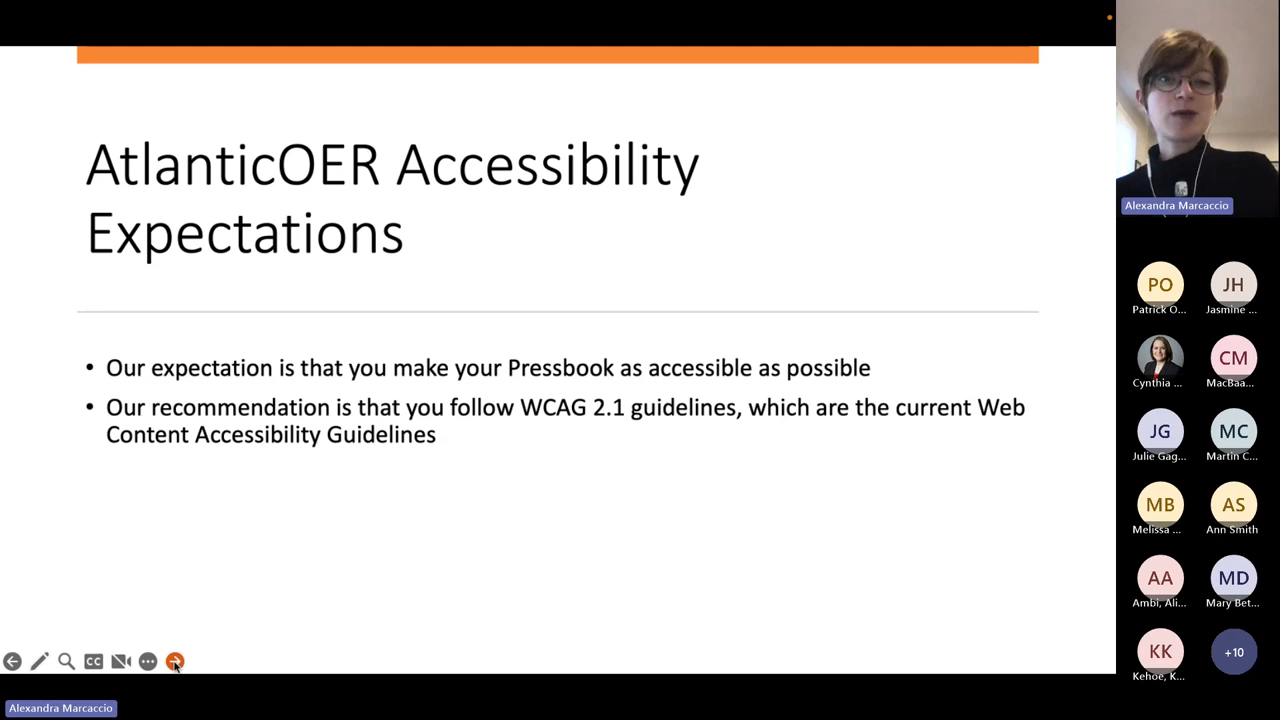 AtlanticOER Accessibility
Expectations
• Our expectation is that you make your Pressbook as accessible as possible
• Our recommendation is that you follow WCAG 2.1 guidelines, which are the current Web
Content Accessibility Guidelines
CC
Alexandra Marcaccio
Alexandra Marcaccio
PO
JH
Patrick O...
Jasmine ...
CM
Cynthia ...
MacBaa...
JG
MC
Julie Gag...
Martin C...
MB
AS
Melissa ...
Ann Smith
AA
MD
Ambi, Ali...
Mary Bet...
KK
+10
Kehoe, K...